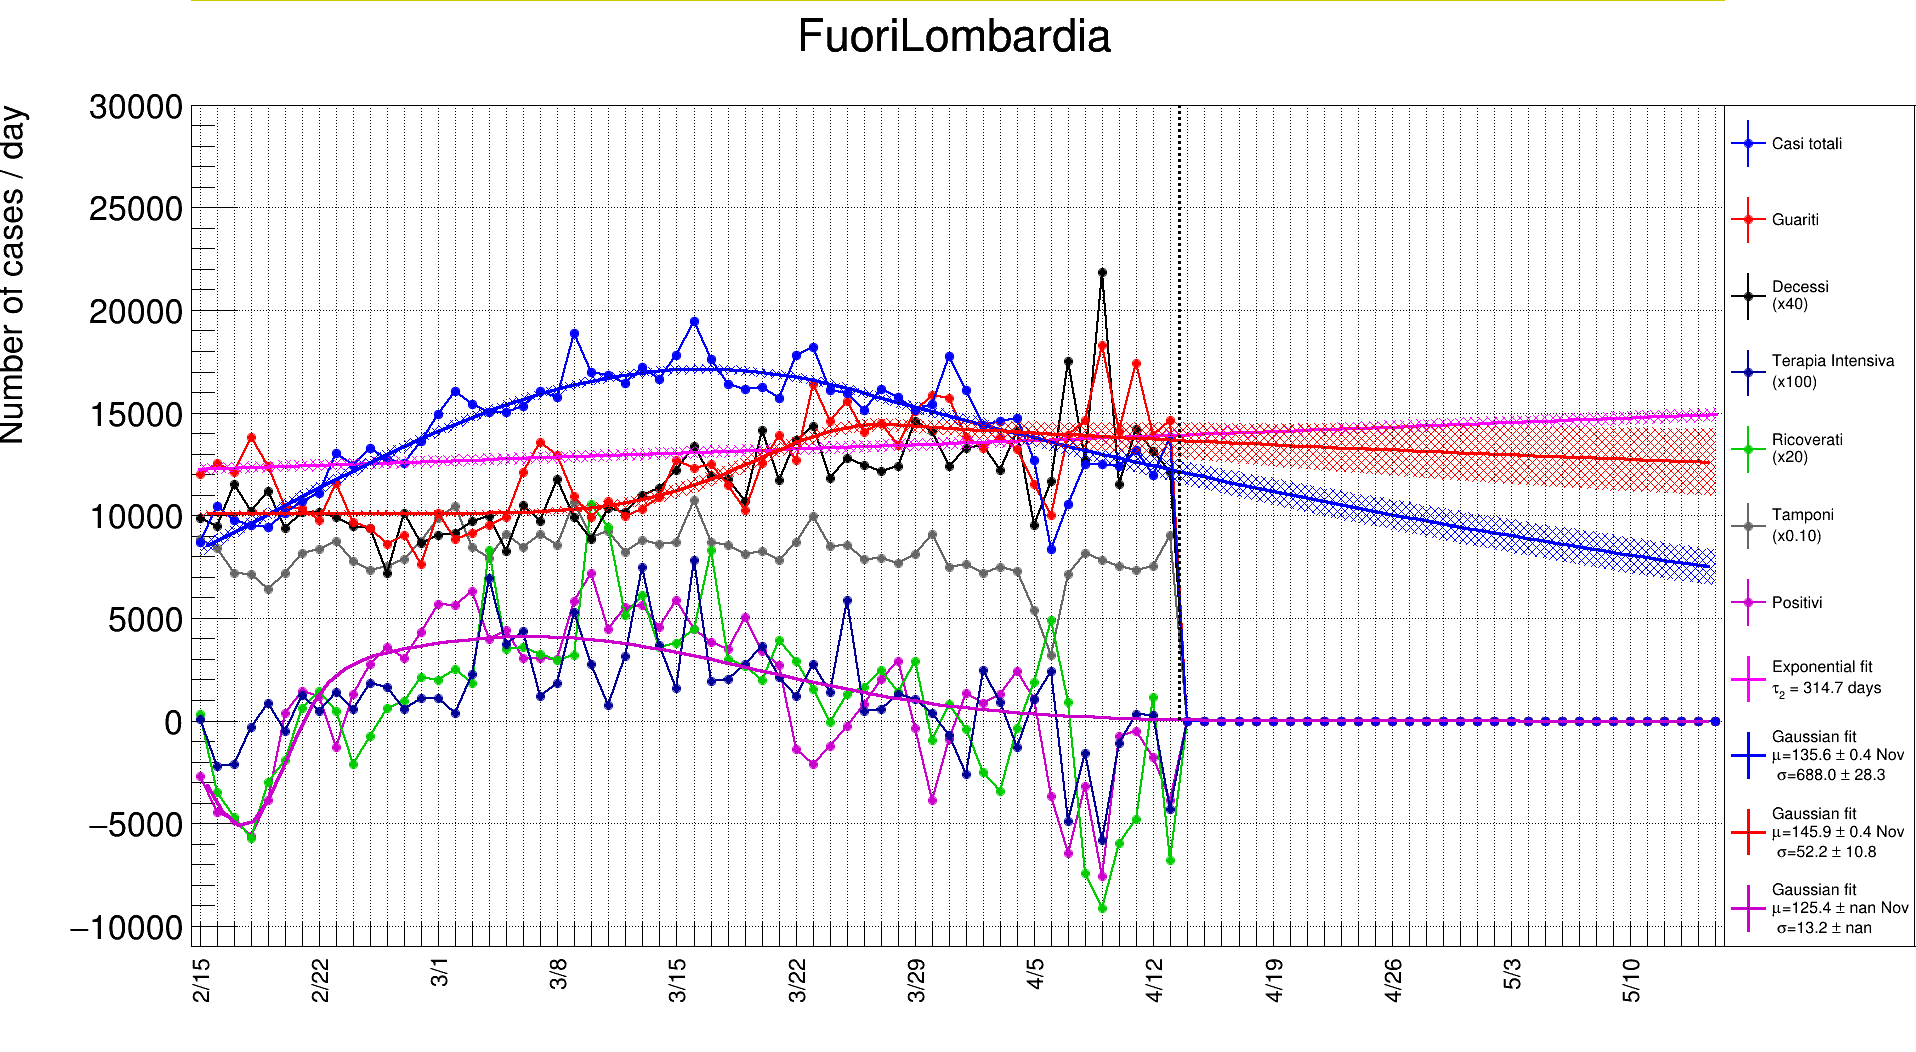 FuoriLombardia
Number of cases / day
30000
25000
20000
15000
10000
5000
0
−5000
−10000
2/15
2/22
3/1
3/8
3/15
3/22
3/29
4/5
4/12
4/19
4/26
5/3
5/10
Casi totali
Guariti
Decessi
(x40)
Terapia Intensiva
(x100)
Ricoverati
(x20)
Tamponi
(x0.10)
Positivi
Exponential fit
τ2 = 314.7 days
Gaussian fit
μ=135.6 ± 0.4 Nov
σ=688.0 ± 28.3
Gaussian fit
μ=145.9 ± 0.4 Nov
σ=52.2 ± 10.8
Gaussian fit
μ=125.4 ± nan Nov
σ=13.2 ± nan